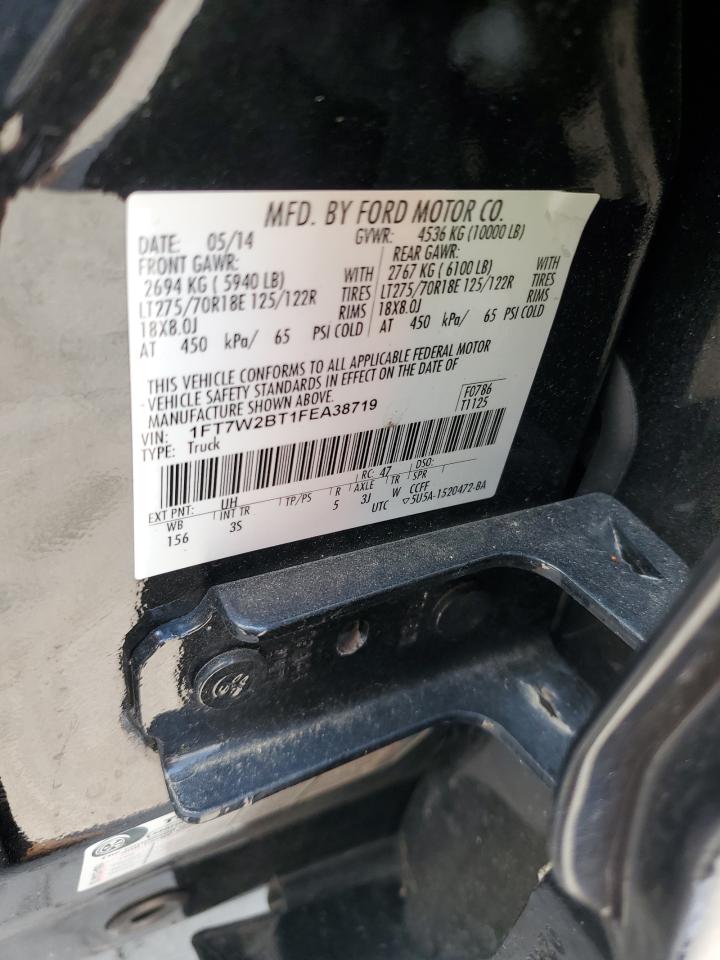 MFD. BY FORD MOTOR CO.
DATE: 05/14 GVWR: 4536 KG (10000 LB)
FRONT GAWR: REAR GAWR:
2694 KG ( 5940 LB) WITH 2767 KG ( 6100 LB) WITH
LT275/70R18E 125/122R TIRES LT275/70R18E 125/122R TIRES
18X8.0J RIMS 18X8.0J RIMS
AT 450 kPa/ 65 PSI COLD AT 450 kPa/ 65 PSI COLD
THIS VEHICLE CONFORMS TO ALL APPLICABLE FEDERAL MOTOR
VEHICLE SAFETY STANDARDS IN EFFECT ON THE DATE OF
MANUFACTURE SHOWN ABOVE.
VIN: 1FT7W2BT1FEA38719 F0786
TYPE: Truck T1125
EXT PNT: UH RC: 47 DSO:
WB INT TR TP/PS R AXLE TR SPR
156 3S 5 3J W CCFF
UTC ▽5U5A-1520472-BA